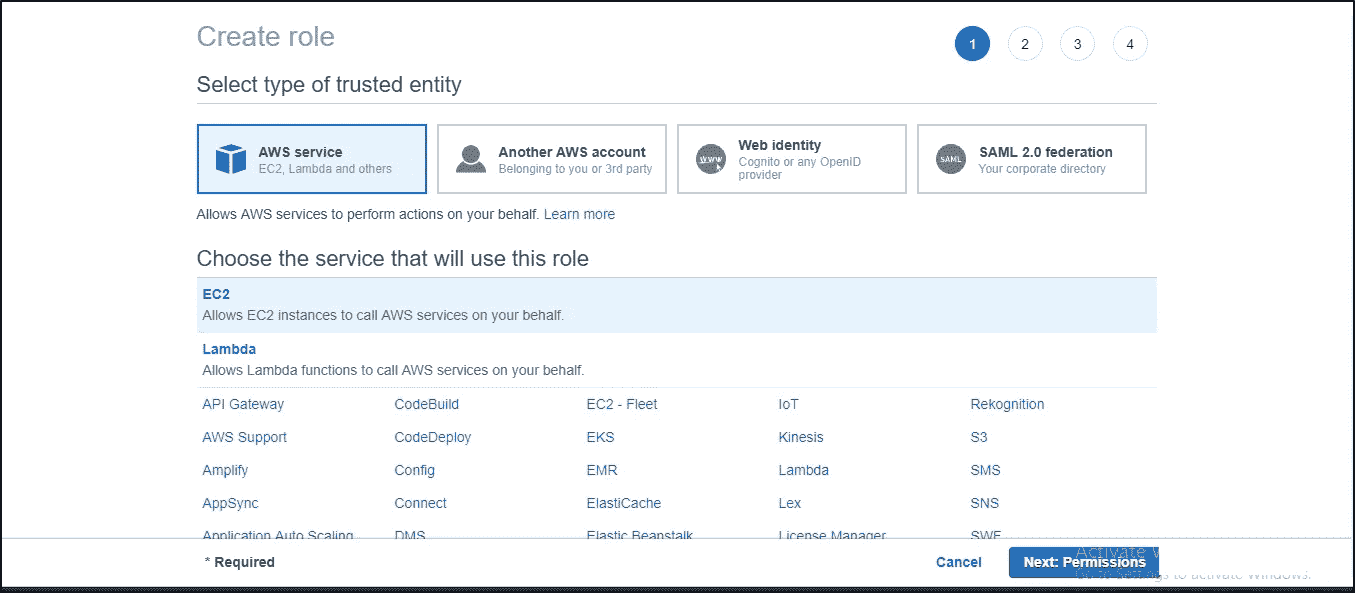 Create role
1 2 3 4
Select type of trusted entity
AWS service
EC2, Lambda and others
Another AWS account
Belonging to you or 3rd party
www
Web identity
Cognito or any OpenID
provider
SAML
SAML 2.0 federation
Your corporate directory
Allows AWS services to perform actions on your behalf. Learn more
Choose the service that will use this role
EC2
Allows EC2 instances to call AWS services on your behalf.
Lambda
Allows Lambda functions to call AWS services on your behalf.
API Gateway CodeBuild EC2 - Fleet IoT Rekognition
AWS Support CodeDeploy EKS Kinesis S3
Amplify Config EMR Lambda SMS
AppSync Connect ElastiCache Lex SNS
Application Auto Scaling DMS Elastic Beanstalk License Manager SWF
* Required
Cancel
Next: Permissions
Activate
to activate Windows.